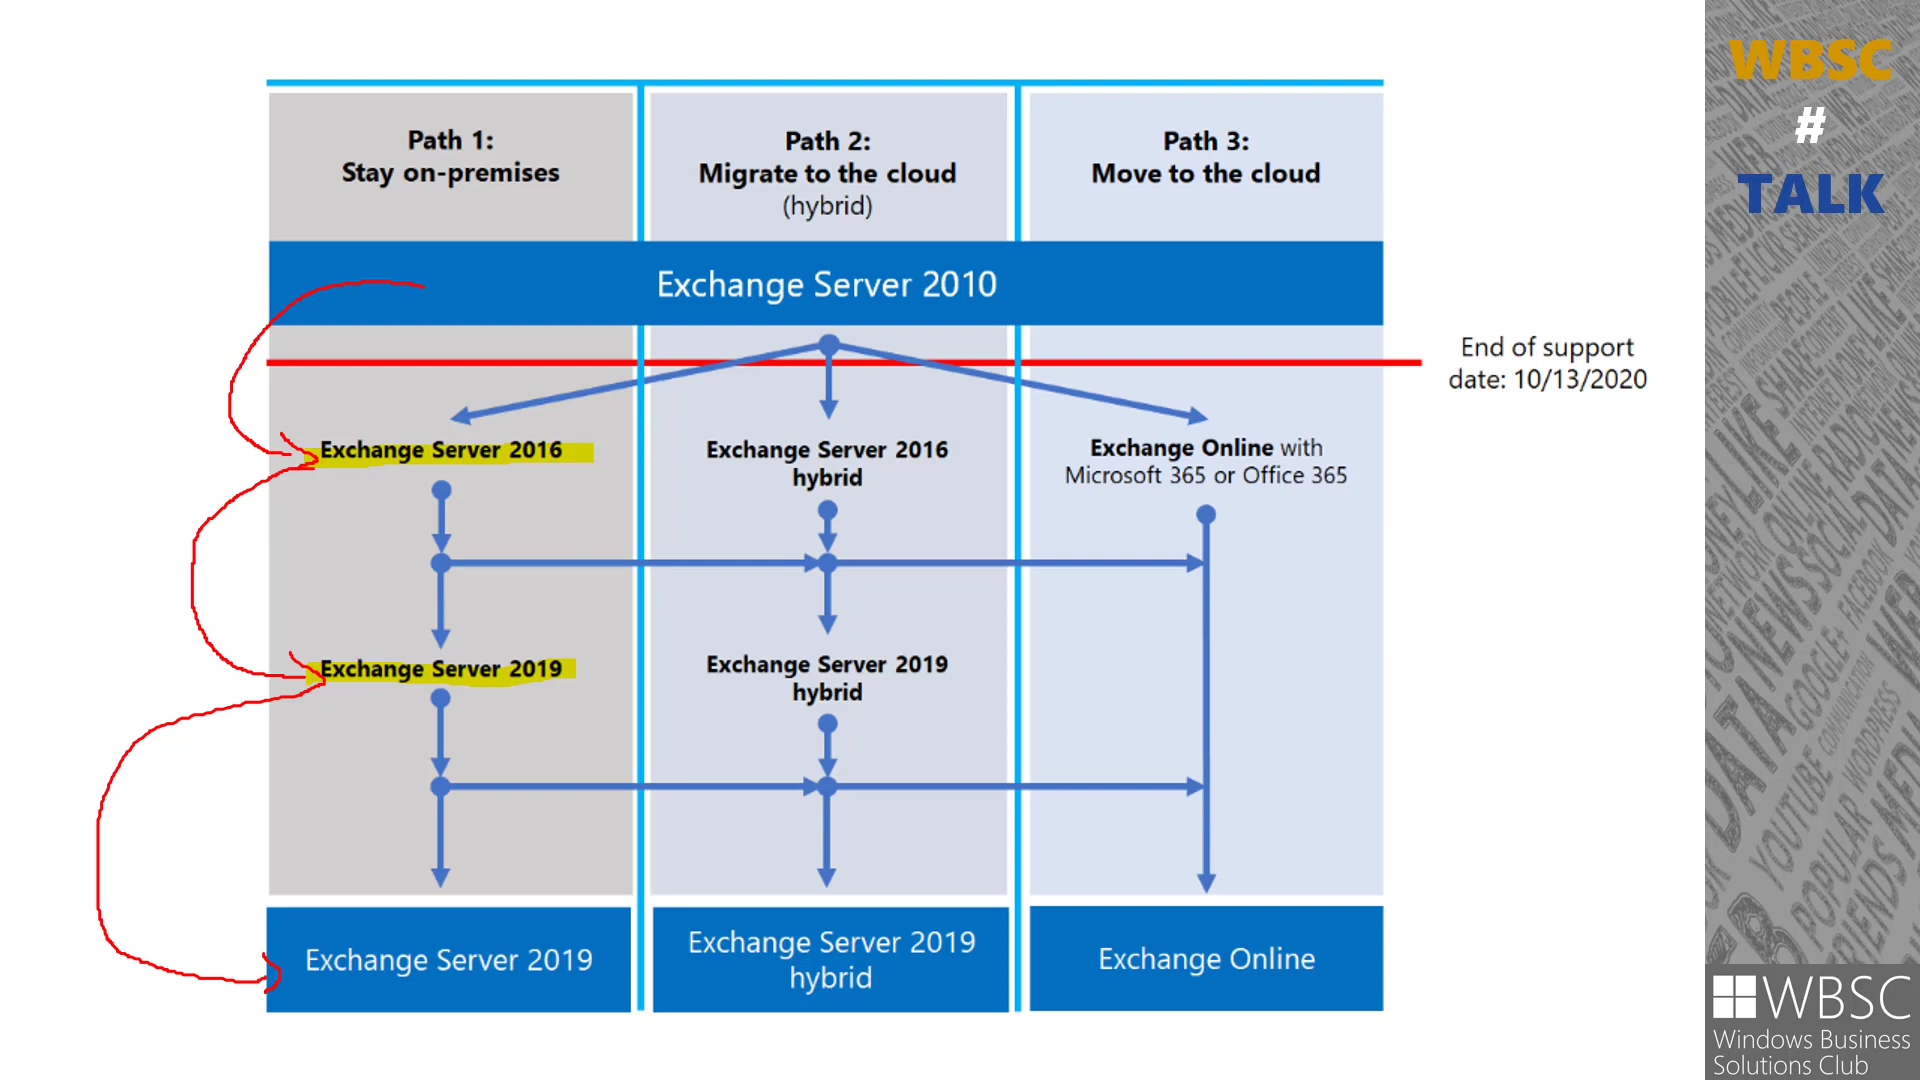 Path 1:
Stay on-premises
Path 2:
Migrate to the cloud
(hybrid)
Path 3:
Move to the cloud
Exchange Server 2010
End of support
date: 10/13/2020
Exchange Server 2016
Exchange Server 2016
hybrid
Exchange Online with
Microsoft 365 or Office 365
Exchange Server 2019
Exchange Server 2019
hybrid
Exchange Server 2019
Exchange Server 2019
hybrid
Exchange Online
WBSC
#
TALK
WBSC
Windows Business
Solutions Club